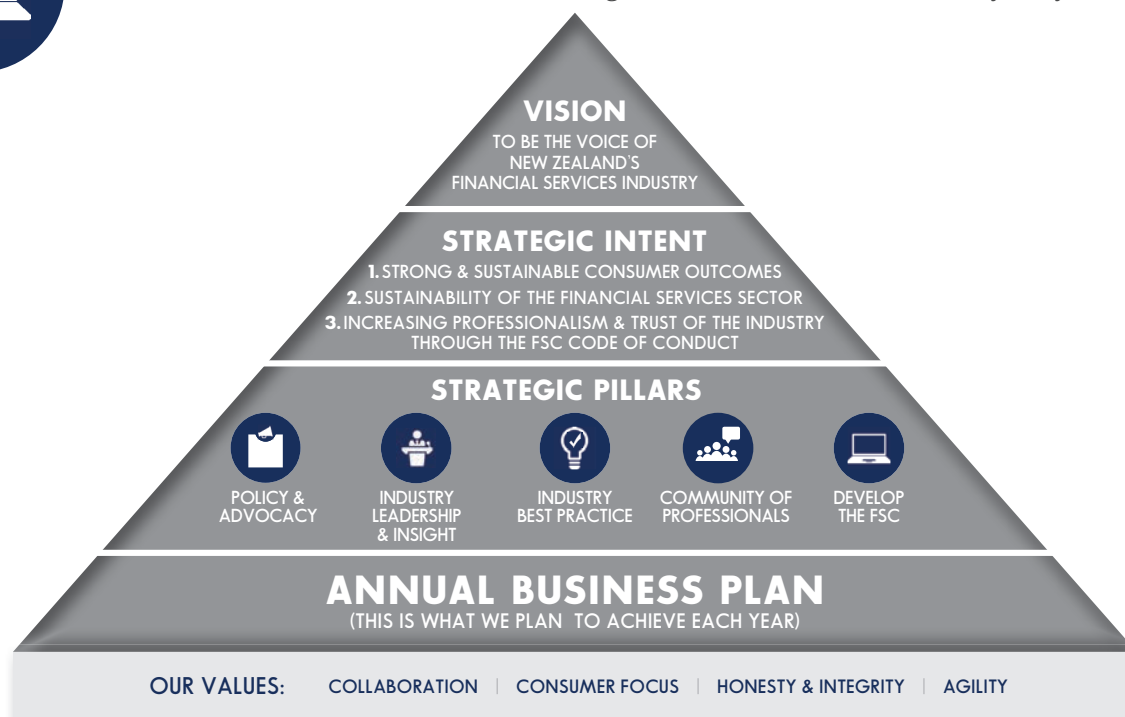 VISION
TO BE THE VOICE OF
NEW ZEALAND'S
FINANCIAL SERVICES INDUSTRY
STRATEGIC INTENT
1. STRONG & SUSTAINABLE CONSUMER OUTCOMES
2. SUSTAINABILITY OF THE FINANCIAL SERVICES SECTOR
3. INCREASING PROFESSIONALISM & TRUST OF THE INDUSTRY
THROUGH THE FSC CODE OF CONDUCT
STRATEGIC PILLARS
POLICY &
ADVOCACY
INDUSTRY
LEADERSHIP
& INSIGHT
INDUSTRY
BEST PRACTICE
COMMUNITY OF
PROFESSIONALS
DEVELOP
THE FSC
ANNUAL BUSINESS PLAN
(THIS IS WHAT WE PLAN TO ACHIEVE EACH YEAR)
OUR VALUES: COLLABORATION | CONSUMER FOCUS | HONESTY & INTEGRITY | AGILITY